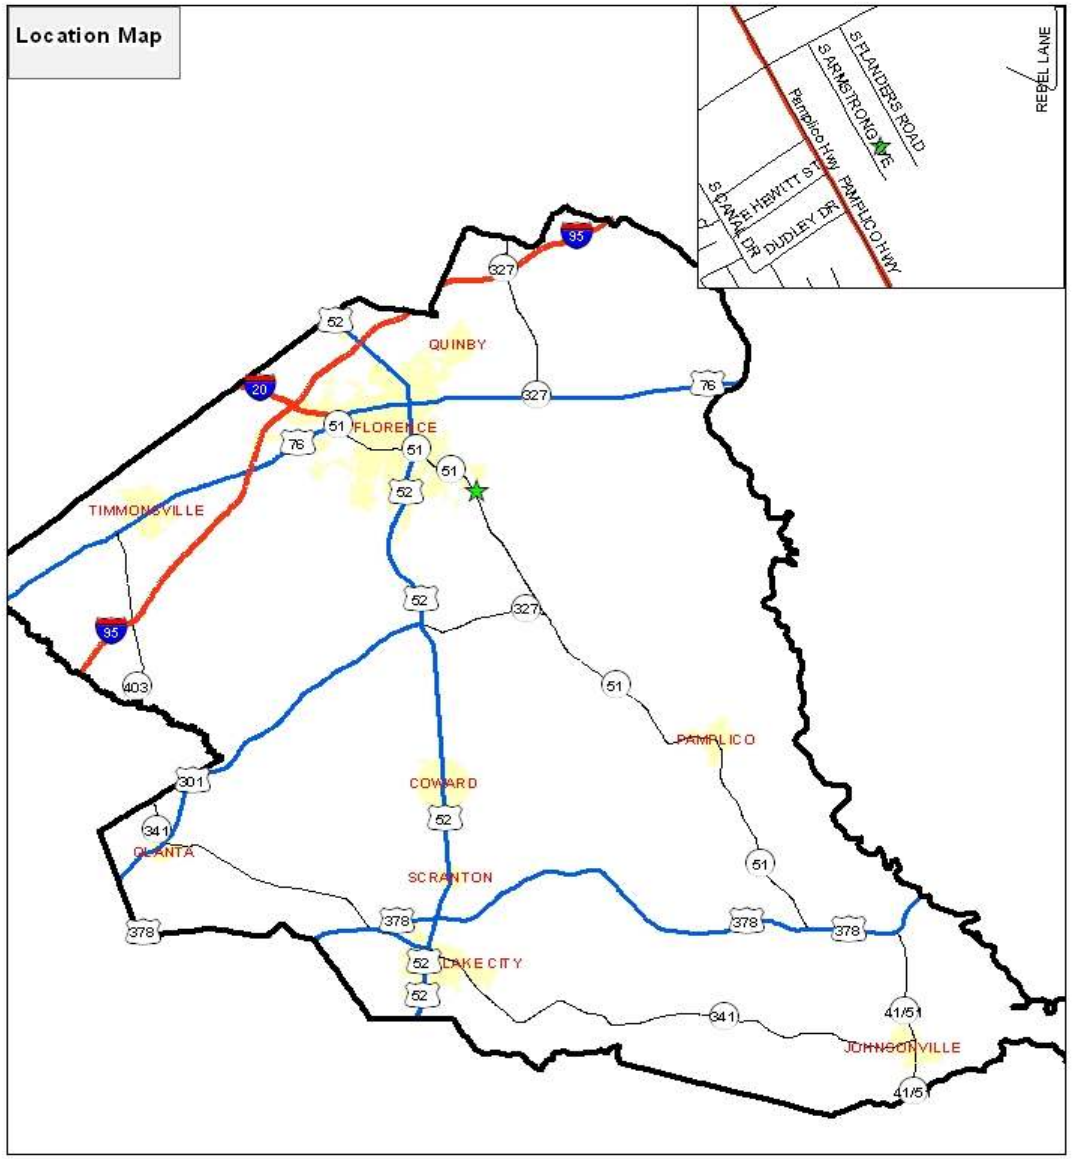 Location Map
S FLANDERS ROAD
S ARMSTRONG AVE
REBEL LANE
Pamplico Hwy
PAMPLICO HWY
E HEWITT ST
S CANAL DR
DUDLEY DR
95
327
52
QUINBY
20
76
327
51
FLORENCE
76
51
51
52
TIMMONSVILLE
52
327
95
403
51
PAMPLICO
301
COWARD
52
341
OLANTA
51
SCRANTON
378
378
378
378
52
LAKE CITY
52
341
41/51
JOHNSONVILLE
41/51